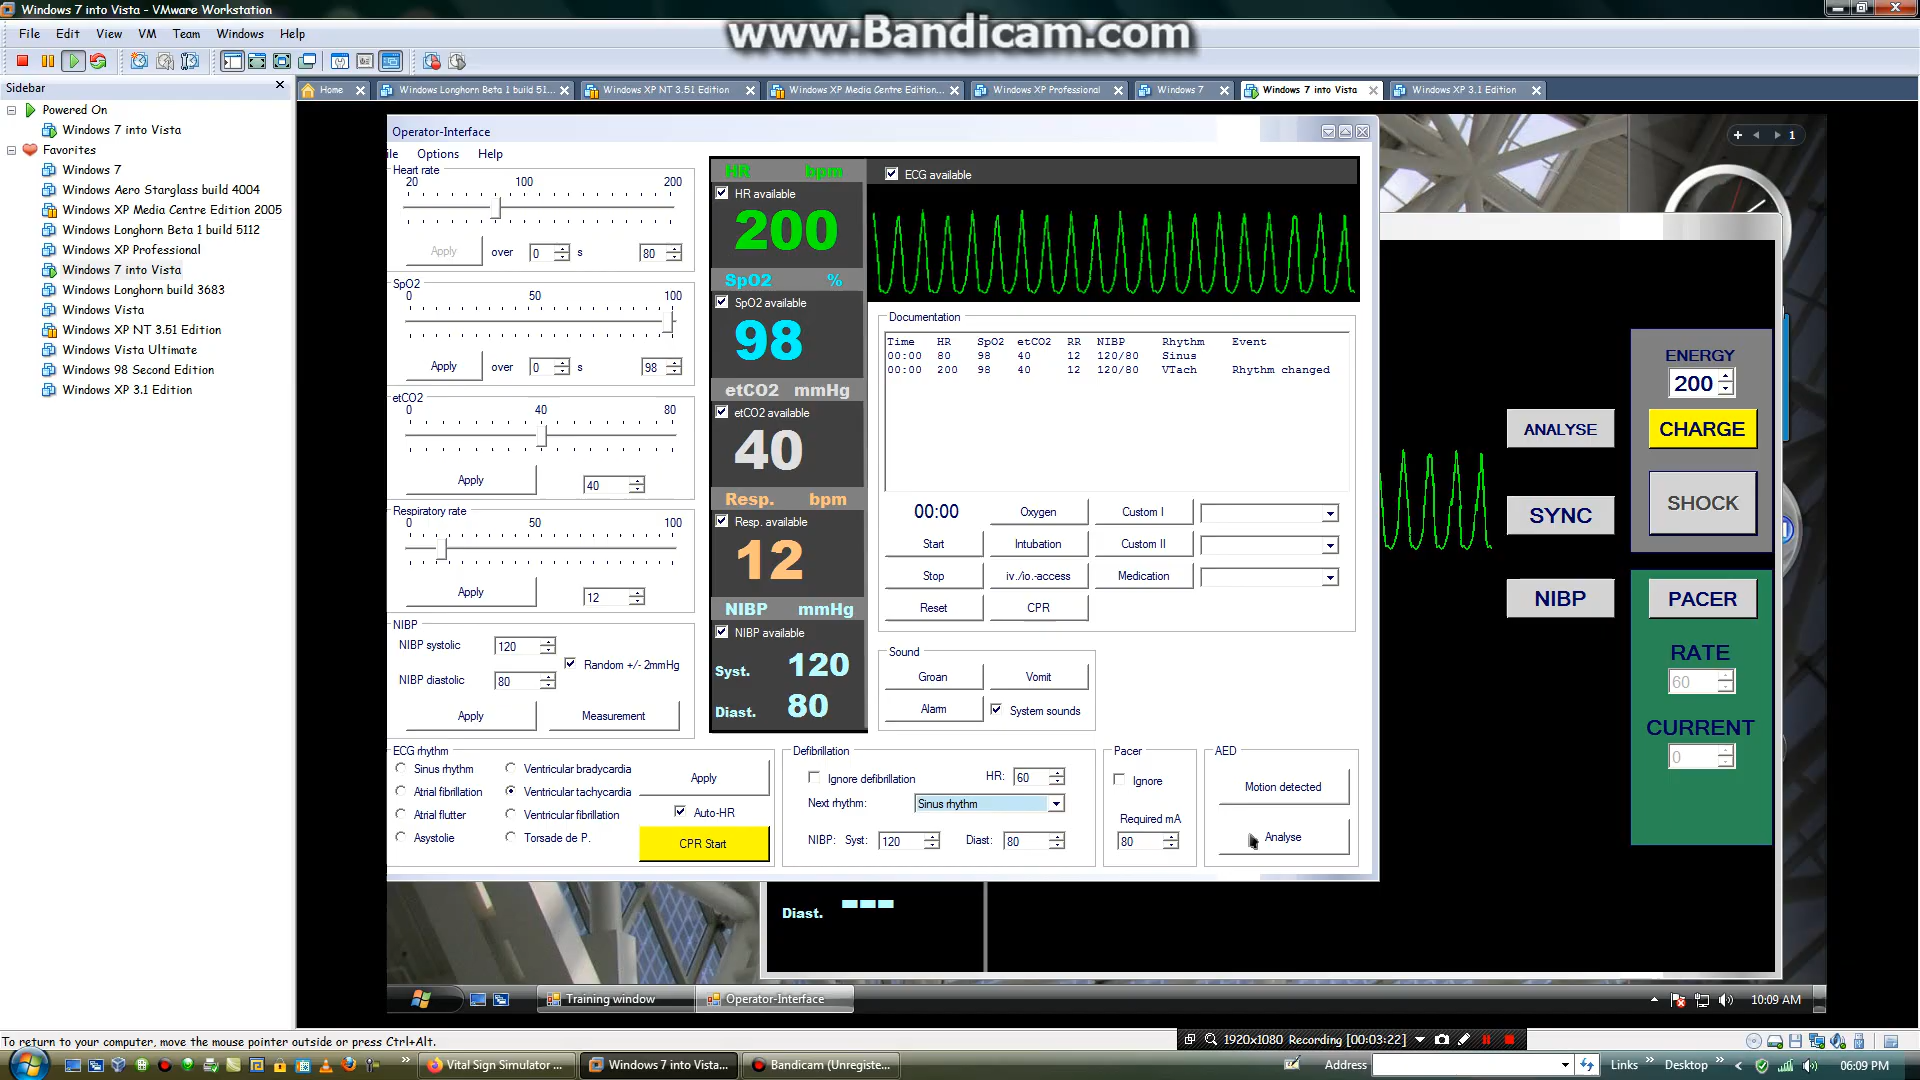 Windows 7 into Vista - VMware Workstation
www.Bandicam.com
File Edit View VM Team Windows Help
Sidebar
Home Windows Longhorn Beta 1 build 51... Windows XP NT 3.51 Edition Windows XP Media Centre Edition... Windows XP Professional Windows 7 Windows 7 into Vista Windows XP 3.1 Edition
Powered On
Windows 7 into Vista
Favorites
Windows 7
Windows Aero Starglass build 4004
Windows XP Media Centre Edition 2005
Windows Longhorn Beta 1 build 5112
Windows XP Professional
Windows 7 into Vista
Windows Longhorn build 3683
Windows Vista
Windows XP NT 3.51 Edition
Windows Vista Ultimate
Windows 98 Second Edition
Windows XP 3.1 Edition
Operator-Interface
ile Options Help
Heart rate
20 100 200
Apply over 0 s 80
SpO2
0 50 100
Apply over 0 s 98
etCO2
0 40 80
Apply 40
Respiratory rate
0 50 100
Apply 12
NIBP
NIBP systolic 120
Random +/- 2mmHg
NIBP diastolic 80
Apply Measurement
HR bpm
HR available
200
SpO2 %
SpO2 available
98
etCO2 mmHg
etCO2 available
40
Resp. bpm
Resp. available
12
NIBP mmHg
NIBP available
Syst. 120
Diast. 80
ECG available
Documentation
Time HR SpO2 etCO2 RR NIBP Rhythm Event
00:00 80 98 40 12 120/80 Sinus
00:00 200 98 40 12 120/80 VTach Rhythm changed
00:00 Oxygen Custom I
Start Intubation Custom II
Stop iv./io.-access Medication
Reset CPR
Sound
Groan Vomit
Alarm System sounds
ECG rhythm
Sinus rhythm Ventricular bradycardia
Atrial fibrillation Ventricular tachycardia
Atrial flutter Ventricular fibrillation
Asystolie Torsade de P.
Apply
Auto-HR
CPR Start
Defibrillation
Ignore defibrillation HR: 60
Next rhythm: Sinus rhythm
NIBP: Syst: 120 Diast: 80
Pacer
Ignore
Required mA
80
AED
Motion detected
Analyse
1
ENERGY
200
ANALYSE CHARGE
SYNC SHOCK
NIBP PACER
RATE
60
CURRENT
0
Diast. ---
Training window Operator-Interface 10:09 AM
To return to your computer, move the mouse pointer outside or press Ctrl+Alt.
1920x1080 Recording [00:03:22]
Vital Sign Simulator ... Windows 7 into Vista... Bandicam (Unregiste... Address Links Desktop 06:09 PM